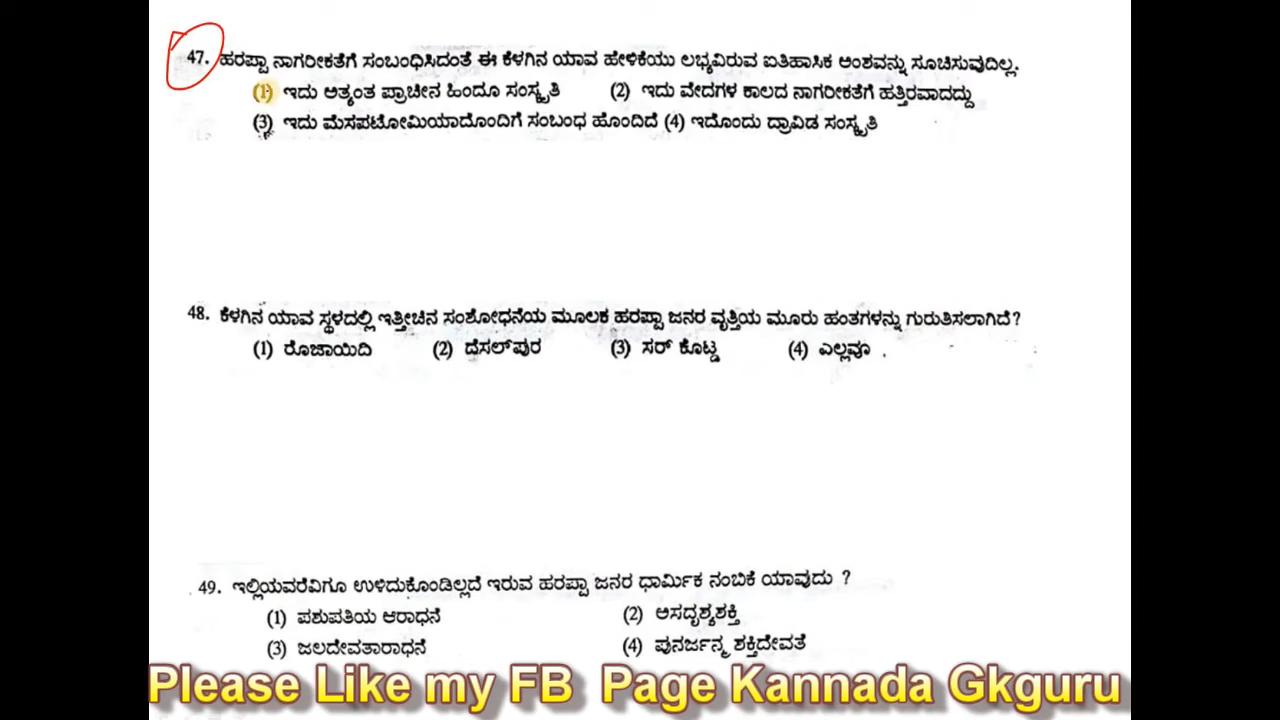 47. ಹರಪ್ಪಾ ನಾಗರೀಕತೆಗೆ ಸಂಬಂಧಿಸಿದಂತೆ ಈ ಕೆಳಗಿನ ಯಾವ ಹೇಳಿಕೆಯು ಲಭ್ಯವಿರುವ ಐತಿಹಾಸಿಕ ಅಂಶವನ್ನು ಸೂಚಿಸುವುದಿಲ್ಲ.
(1) ಇದು ಅತ್ಯಂತ ಪ್ರಾಚೀನ ಹಿಂದೂ ಸಂಸ್ಕೃತಿ (2) ಇದು ವೇದಗಳ ಕಾಲದ ನಾಗರೀಕತೆಗೆ ಹತ್ತಿರವಾದದ್ದು
(3) ಇದು ಮೆಸಪಟೋಮಿಯಾದೊಂದಿಗೆ ಸಂಬಂಧ ಹೊಂದಿದೆ (4) ಇದೊಂದು ದ್ರಾವಿಡ ಸಂಸ್ಕೃತಿ
48. ಕೆಳಗಿನ ಯಾವ ಸ್ಥಳದಲ್ಲಿ ಇತ್ತೀಚಿನ ಸಂಶೋಧನೆಯ ಮೂಲಕ ಹರಪ್ಪಾ ಜನರ ವೃತ್ತಿಯ ಮೂರು ಹಂತಗಳನ್ನು ಗುರುತಿಸಲಾಗಿದೆ?
(1) ರೊಜಾಯಿದಿ (2) ದೆಸಲ್‌ಪುರ (3) ಸರ್ ಕೊಟ್ಡ (4) ಎಲ್ಲವೂ .
49. ಇಲ್ಲಿಯವರೆವಿಗೂ ಉಳಿದುಕೊಂಡಿಲ್ಲದೆ ಇರುವ ಹರಪ್ಪಾ ಜನರ ಧಾರ್ಮಿಕ ನಂಬಿಕೆ ಯಾವುದು ?
(1) ಪಶುಪತಿಯ ಆರಾಧನೆ (2) ಅಸದೃಶ್ಯಶಕ್ತಿ
(3) ಜಲದೇವತಾರಾಧನೆ (4) ಪುನರ್ಜನ್ಮ ಶಕ್ತಿದೇವತೆ
Please Like my FB Page Kannada Gkguru